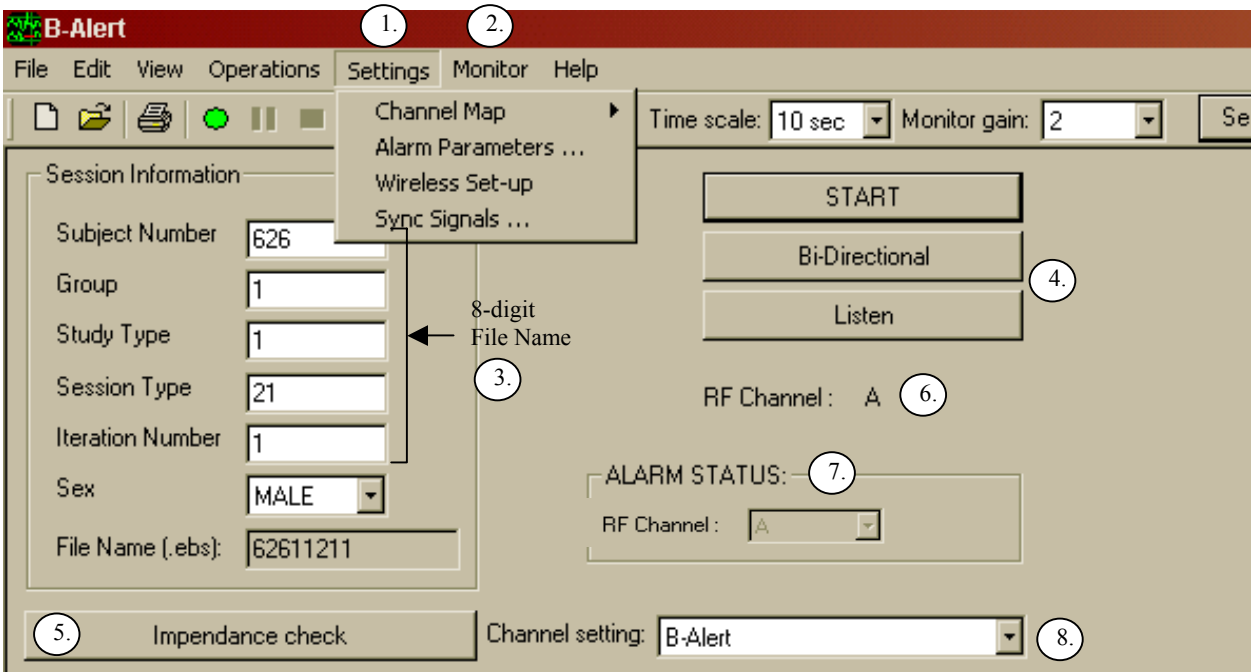 B-Alert
1.
2.
File Edit View Operations Settings Monitor Help
Channel Map
Alarm Parameters ...
Wireless Set-up
Sync Signals ...
Time scale: 10 sec Monitor gain: 2
Se
Session Information
Subject Number 626
Group 1
Study Type 1
Session Type 21
Iteration Number 1
Sex MALE
File Name (.ebs): 62611211
8-digit
File Name
3.
START
Bi-Directional
Listen
4.
RF Channel : A 6.
ALARM STATUS: 7.
RF Channel : A
5. Impendance check
Channel setting: B-Alert 8.